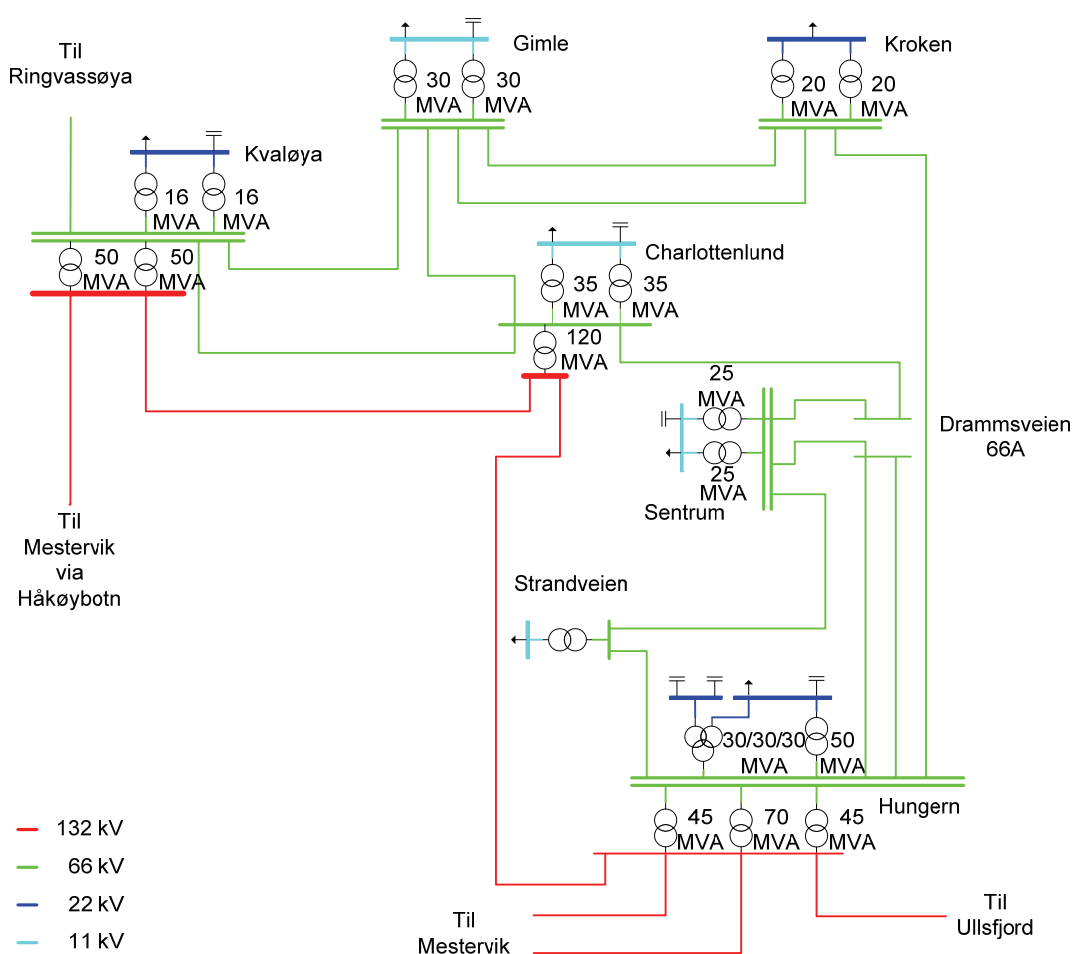 Til
Ringvassøya
Gimle
30
MVA
30
MVA
Kroken
20
MVA
20
MVA
Kvaløya
16
MVA
16
MVA
50
MVA
50
MVA
Charlottenlund
35
MVA
35
MVA
120
MVA
25
MVA
25
MVA
Sentrum
Drammsveien
66A
Til
Mestervik
via
Håkøybotn
Strandveien
30/30/30
MVA
50
MVA
Hungern
45
MVA
70
MVA
45
MVA
132 kV
66 kV
22 kV
11 kV
Til
Mestervik
Til
Ullsfjord